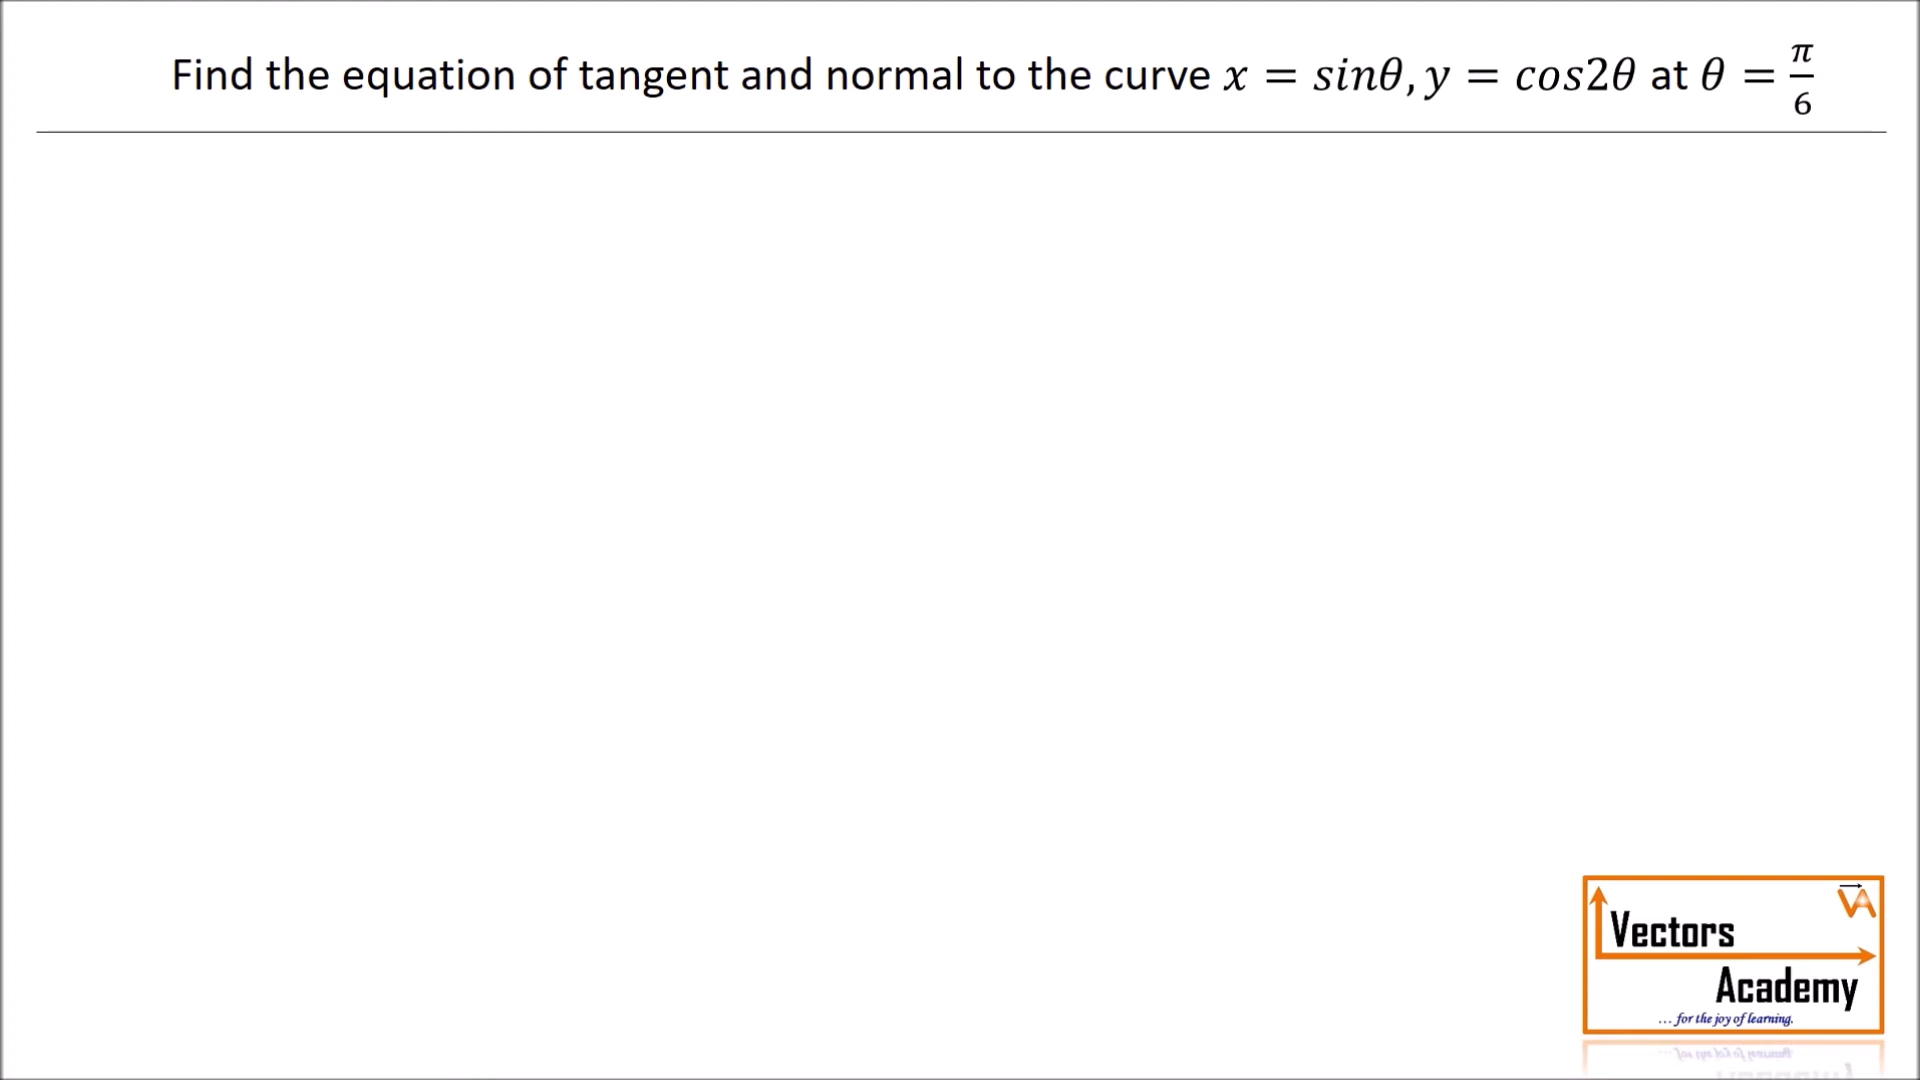 Find the equation of tangent and normal to the curve x = sinθ, y = cos2θ at θ = π/6
VA
Vectors
Academy
... for the joy of learning.